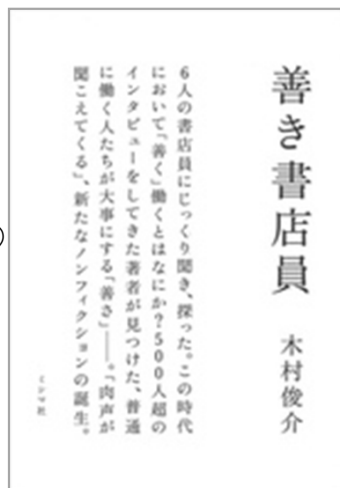 善き書店員
木村俊介
6人の書店員にじっくり聞き、探った。この時代
において「善く」働くとはなにか?500人超の
インタビューをしてきた著者が見つけた、普通
に働く人たちが大事にする「善さ」――。「肉声が
聞こえてくる」、新たなノンフィクションの誕生。
ミシマ社